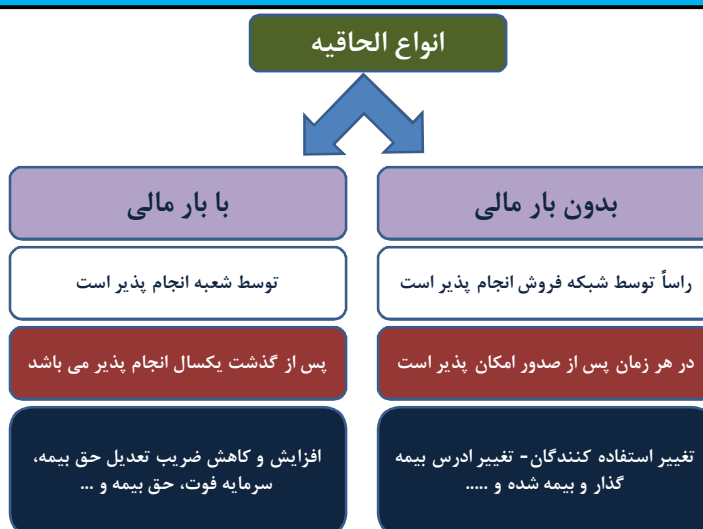 انواع الحاقیه
بدون بار مالی
راساً توسط شبکه فروش انجام پذیر است
در هر زمان پس از صدور امکان پذیر است
تغییر استفاده کنندگان- تغییر ادرس بیمه
گذار و بیمه شده و .....
با بار مالی
توسط شعبه انجام پذیر است
پس از گذشت یکسال انجام پذیر می باشد
افزایش و کاهش ضریب تعدیل حق بیمه،
سرمایه فوت، حق بیمه و ...